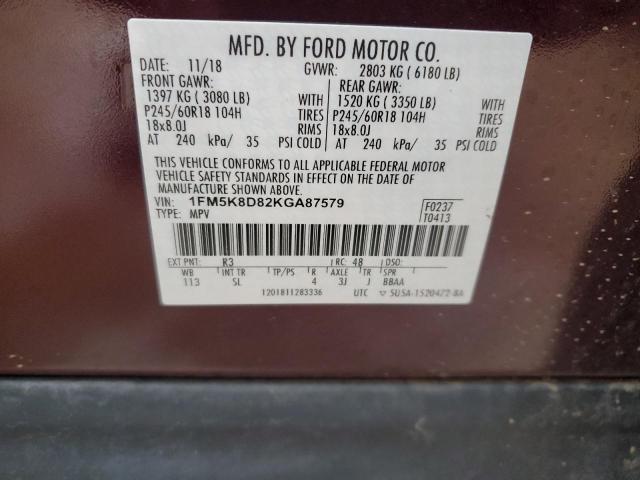 MFD. BY FORD MOTOR CO.
DATE: 11/18 GVWR: 2803 KG ( 6180 LB)
FRONT GAWR: REAR GAWR:
1397 KG ( 3080 LB) WITH 1520 KG ( 3350 LB) WITH
P245/60R18 104H TIRES P245/60R18 104H TIRES
18x8.0J RIMS 18x8.0J RIMS
AT 240 kPa/ 35 PSI COLD AT 240 kPa/ 35 PSI COLD
THIS VEHICLE CONFORMS TO ALL APPLICABLE FEDERAL MOTOR
VEHICLE SAFETY STANDARDS IN EFFECT ON THE DATE OF
MANUFACTURE SHOWN ABOVE.
VIN: 1FM5K8D82KGA87579 F0237
TYPE: MPV T0413
EXT PNT: R3 RC: 48 DSO:
WB INT TR TP/PS R AXLE TR SPR
113 SL 4 3J J BBAA
1201811283336 UTC ▽ 5U5A-1520472-BA